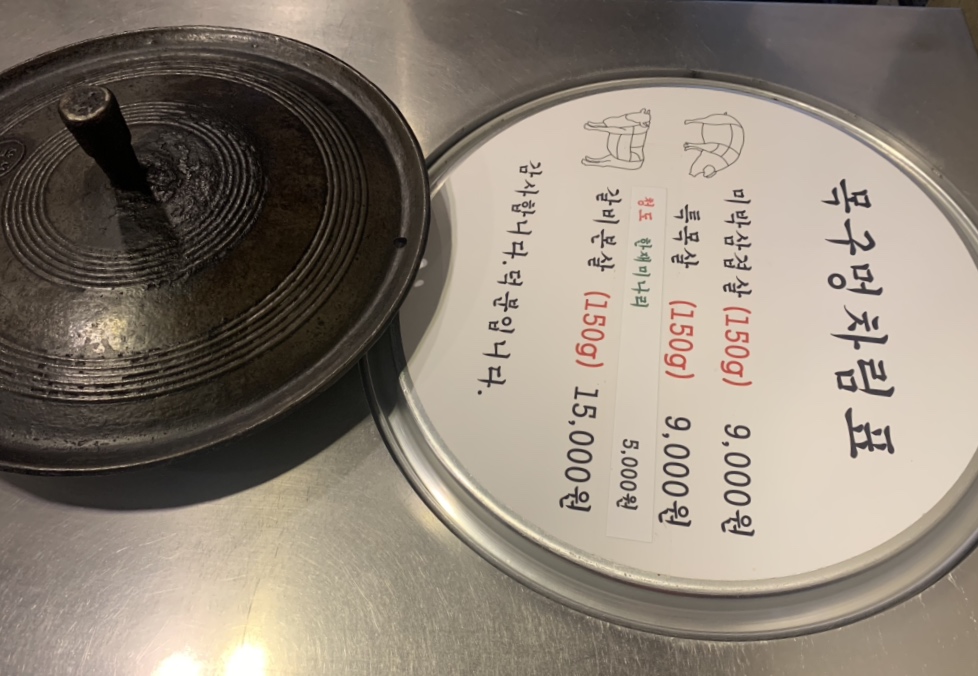 목구멍차림표
미박삼겹살 (150g) 9,000원
특목살 (150g) 9,000원
청도 한재미나리 5,000원
갈비본살 (150g) 15,000원
감사합니다. 덕분입니다.